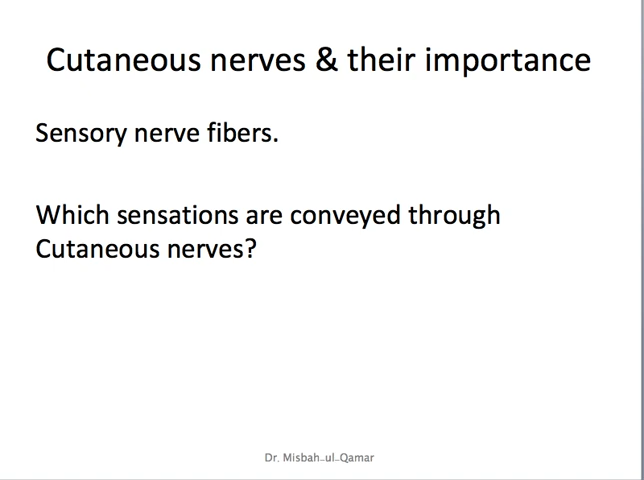 Cutaneous nerves & their importance
Sensory nerve fibers.
Which sensations are conveyed through
Cutaneous nerves?
Dr. Misbah-ul-Qamar